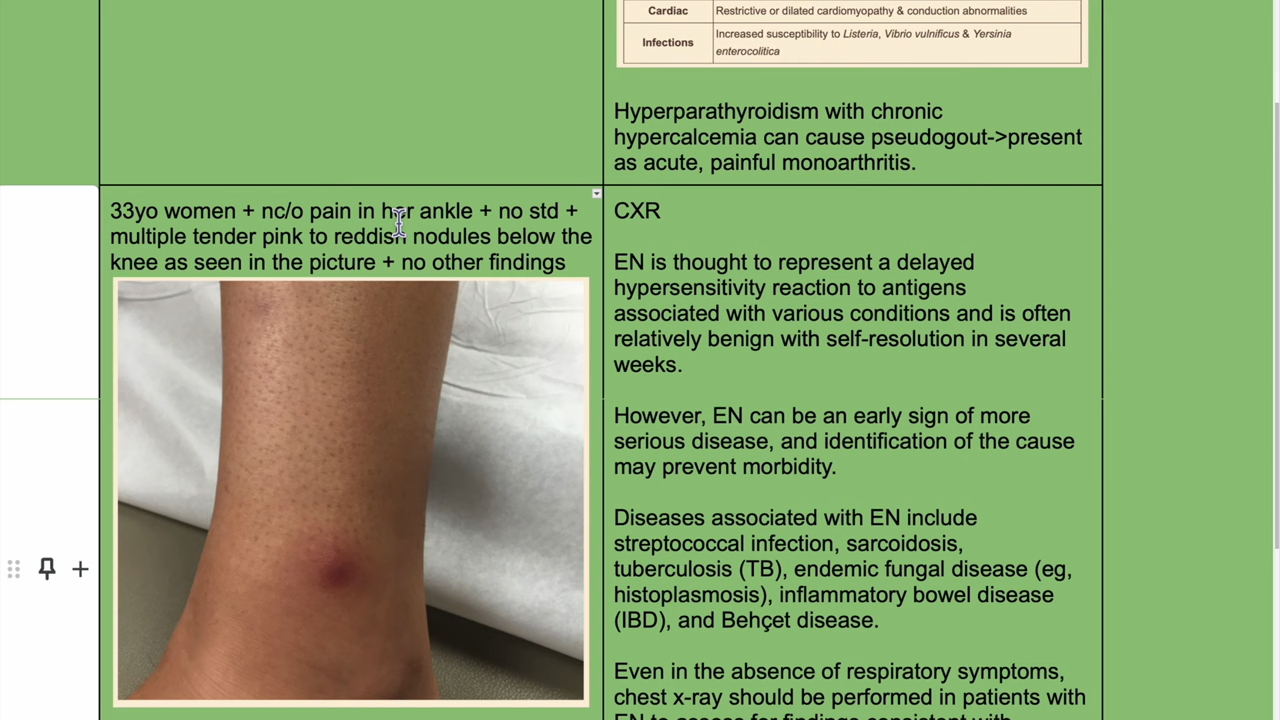 Cardiac Restrictive or dilated cardiomyopathy & conduction abnormalities
Infections Increased susceptibility to Listeria, Vibrio vulnificus & Yersinia
enterocolitica
Hyperparathyroidism with chronic
hypercalcemia can cause pseudogout->present
as acute, painful monoarthritis.
33yo women + nc/o pain in her ankle + no std +
multiple tender pink to reddish nodules below the
knee as seen in the picture + no other findings
CXR
EN is thought to represent a delayed
hypersensitivity reaction to antigens
associated with various conditions and is often
relatively benign with self-resolution in several
weeks.
However, EN can be an early sign of more
serious disease, and identification of the cause
may prevent morbidity.
Diseases associated with EN include
streptococcal infection, sarcoidosis,
tuberculosis (TB), endemic fungal disease (eg,
histoplasmosis), inflammatory bowel disease
(IBD), and Behçet disease.
Even in the absence of respiratory symptoms,
chest x-ray should be performed in patients with
EN to assess for findings consistent with